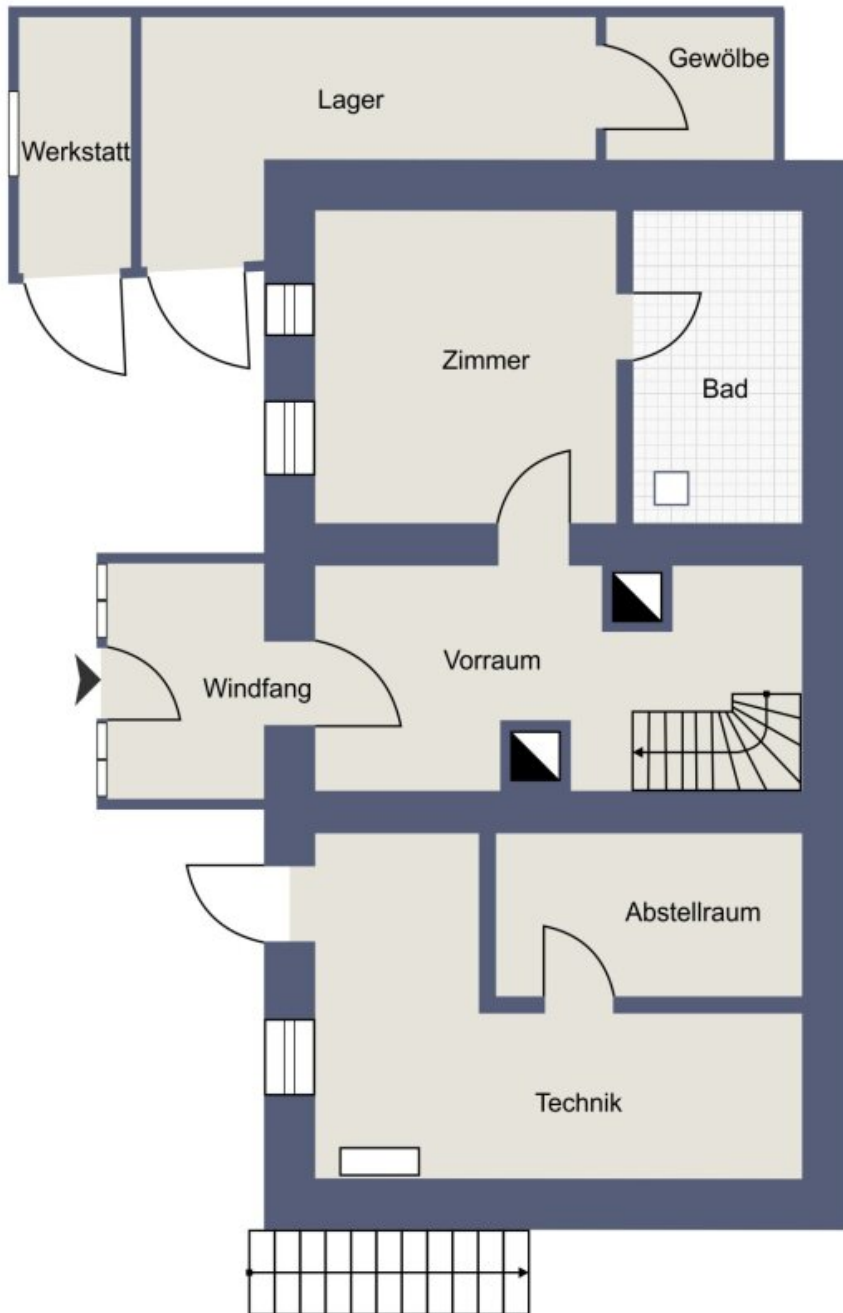 Gewölbe
Lager
Werkstatt
Zimmer
Bad
Vorraum
Windfang
Abstellraum
Technik